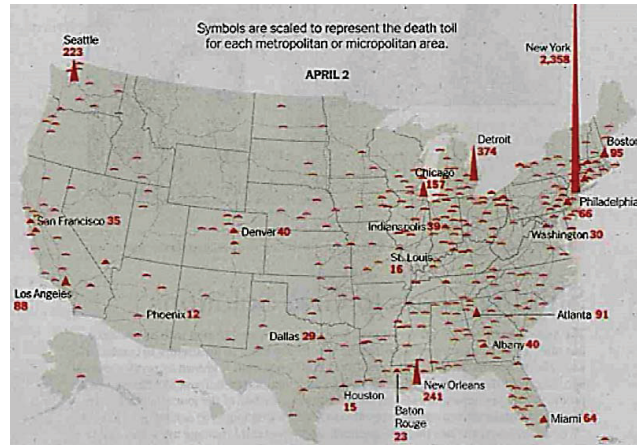 Symbols are scaled to represent the death toll
for each metropolitan or micropolitan area.
APRIL 2
Seattle
223
New York
2,358
Detroit
374
Boston
95
Chicago
157
Philadelphia
66
San Francisco 35
Denver 40
Indianapolis 39
Washington 30
St. Louis
16
Los Angeles
88
Phoenix 12
Dallas 29
Atlanta 91
Albany 40
Houston
15
Baton
Rouge
23
New Orleans
241
Miami 64